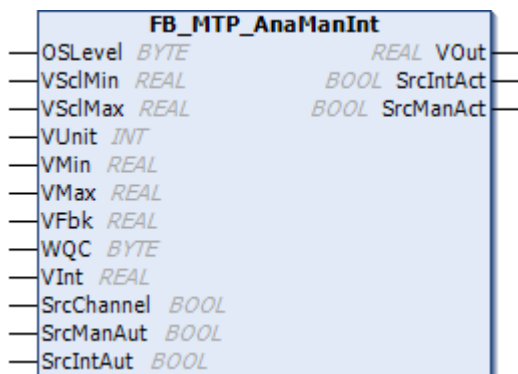 FB_MTP_AnaManInt
OSLevel BYTE REAL VOut
VSclMin REAL BOOL SrcIntAct
VSclMax REAL BOOL SrcManAct
VUnit INT
VMin REAL
VMax REAL
VFbk REAL
WQC BYTE
VInt REAL
SrcChannel BOOL
SrcManAut BOOL
SrcIntAut BOOL